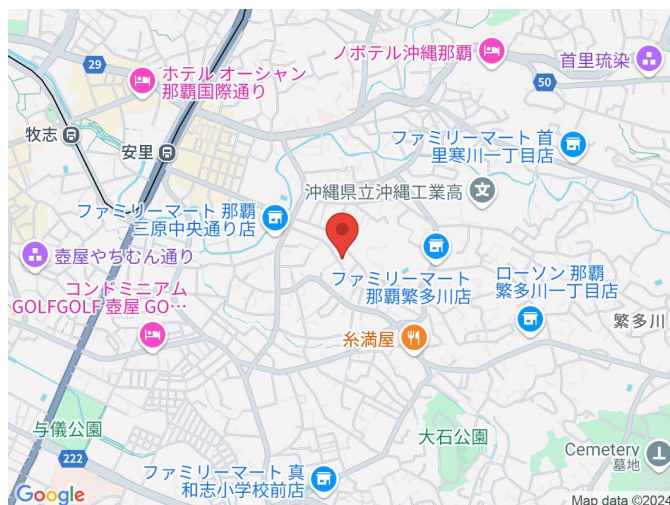 ノボテル沖縄那覇
首里琉染
29
ホテル オーシャン
那覇国際通り
50
牧志
安里
ファミリーマート 首
里寒川一丁目店
沖縄県立沖縄工業高
ファミリーマート 那覇
三原中央通り店
壺屋やちむん通り
コンドミニアム
GOLFGOLF 壺屋 GO…
ファミリーマート
那覇繁多川店
ローソン 那覇
繁多川一丁目店
繁多川
糸満屋
与儀公園
大石公園
222
Cemetery
墓地
ファミリーマート 真
和志小学校前店
Google
Map data ©2024